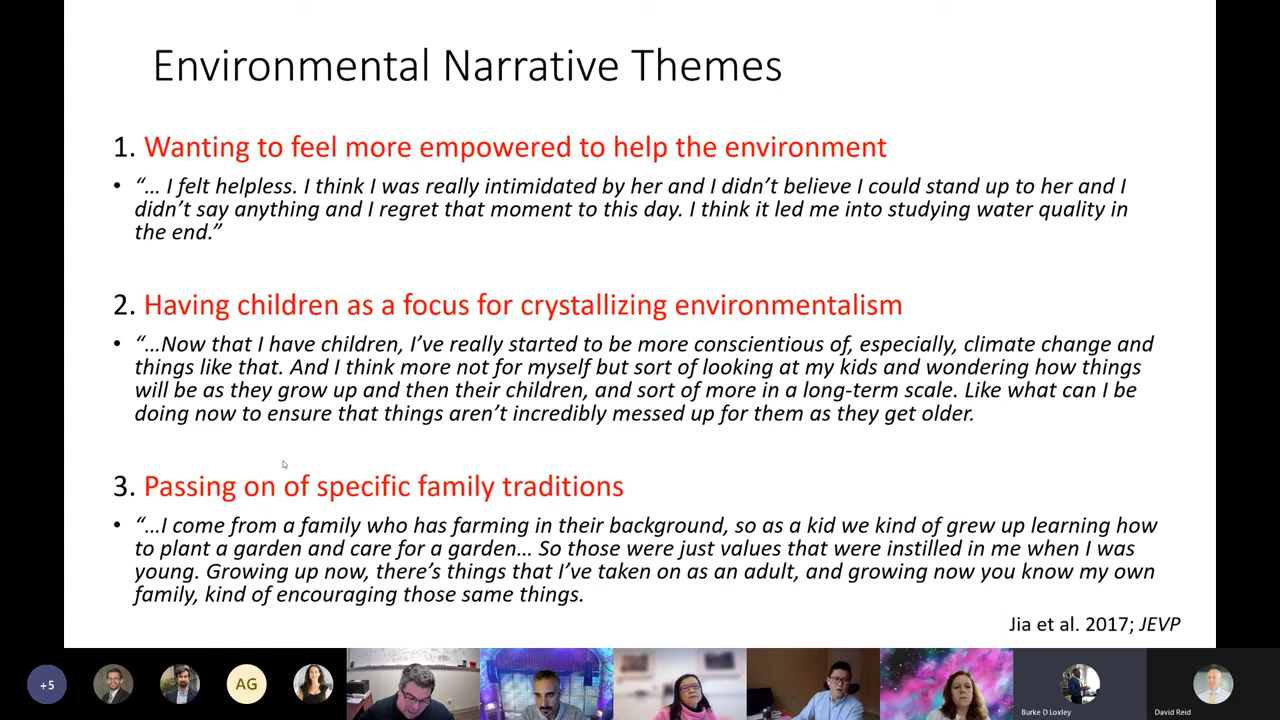 Environmental Narrative Themes
1. Wanting to feel more empowered to help the environment
• “… I felt helpless. I think I was really intimidated by her and I didn’t believe I could stand up to her and I
didn’t say anything and I regret that moment to this day. I think it led me into studying water quality in
the end.”
2. Having children as a focus for crystallizing environmentalism
• “…Now that I have children, I’ve really started to be more conscientious of, especially, climate change and
things like that. And I think more not for myself but sort of looking at my kids and wondering how things
will be as they grow up and then their children, and sort of more in a long-term scale. Like what can I be
doing now to ensure that things aren’t incredibly messed up for them as they get older.
3. Passing on of specific family traditions
• “…I come from a family who has farming in their background, so as a kid we kind of grew up learning how
to plant a garden and care for a garden… So those were just values that were instilled in me when I was
young. Growing up now, there’s things that I’ve taken on as an adult, and growing now you know my own
family, kind of encouraging those same things.
Jia et al. 2017; JEVP
+5
AG
Burke D Loxley
David Reid